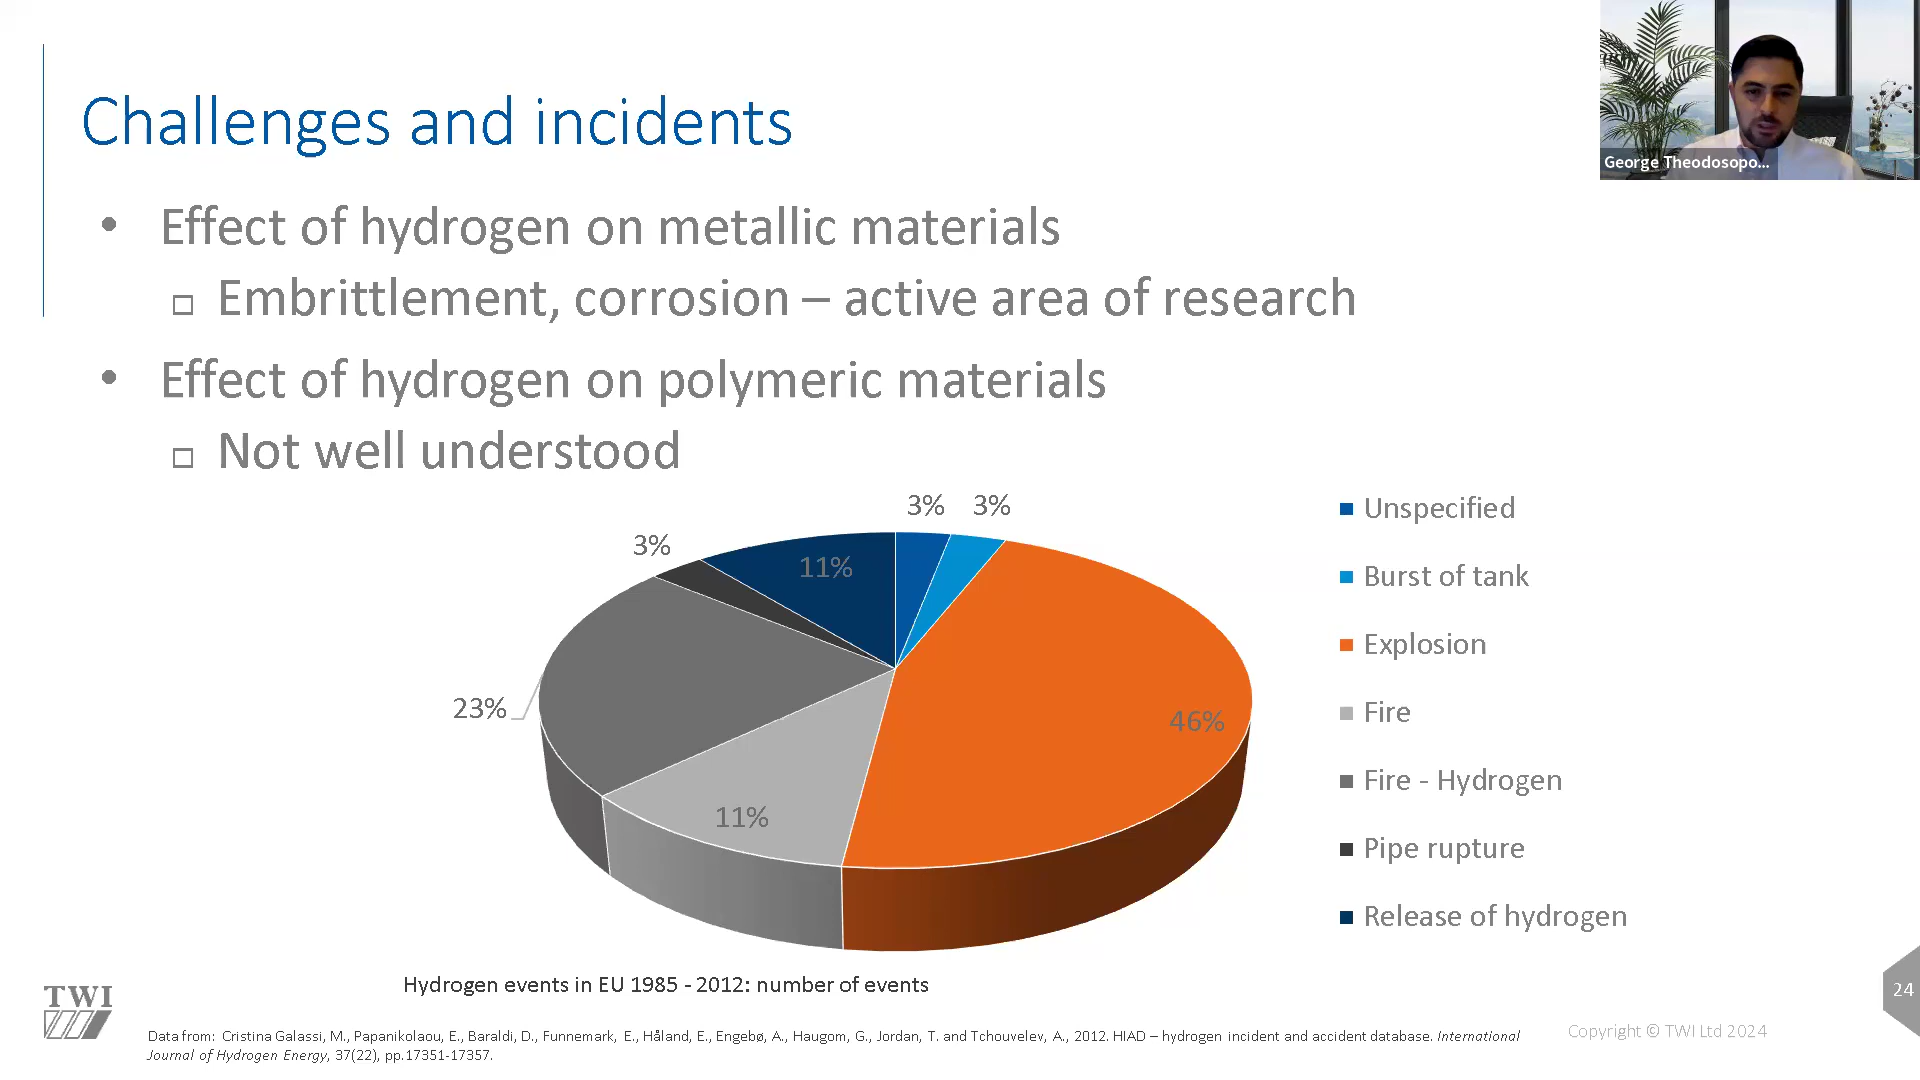 Challenges and incidents
George Theodosopo...
• Effect of hydrogen on metallic materials
□ Embrittlement, corrosion – active area of research
• Effect of hydrogen on polymeric materials
□ Not well understood
3% 3%
3%
11%
23%
46%
11%
Unspecified
Burst of tank
Explosion
Fire
Fire - Hydrogen
Pipe rupture
Release of hydrogen
Hydrogen events in EU 1985 - 2012: number of events
TWI
24
Data from: Cristina Galassi, M., Papanikolaou, E., Baraldi, D., Funnemark, E., Håland, E., Engebø, A., Haugom, G., Jordan, T. and Tchouvelev, A., 2012. HIAD – hydrogen incident and accident database. International
Journal of Hydrogen Energy, 37(22), pp.17351-17357.
Copyright © TWI Ltd 2024